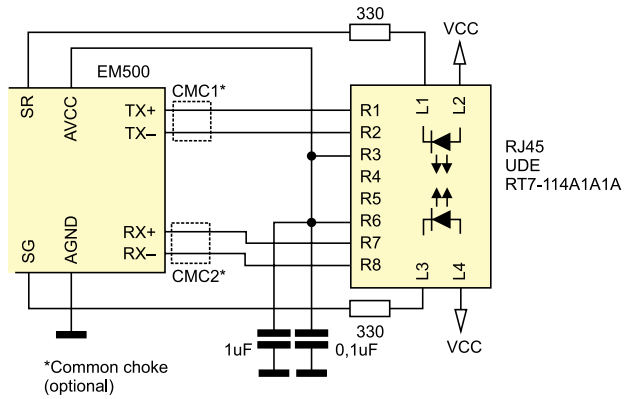 330
VCC
EM500
CMC1*
SR
AVCC
TX+
TX–
R1
R2
R3
R4
R5
R6
R7
R8
L1
L2
RJ45
UDE
RT7-114A1A1A
SG
AGND
RX+
RX–
CMC2*
L3
L4
330
1uF
0,1uF
VCC
*Common choke
(optional)